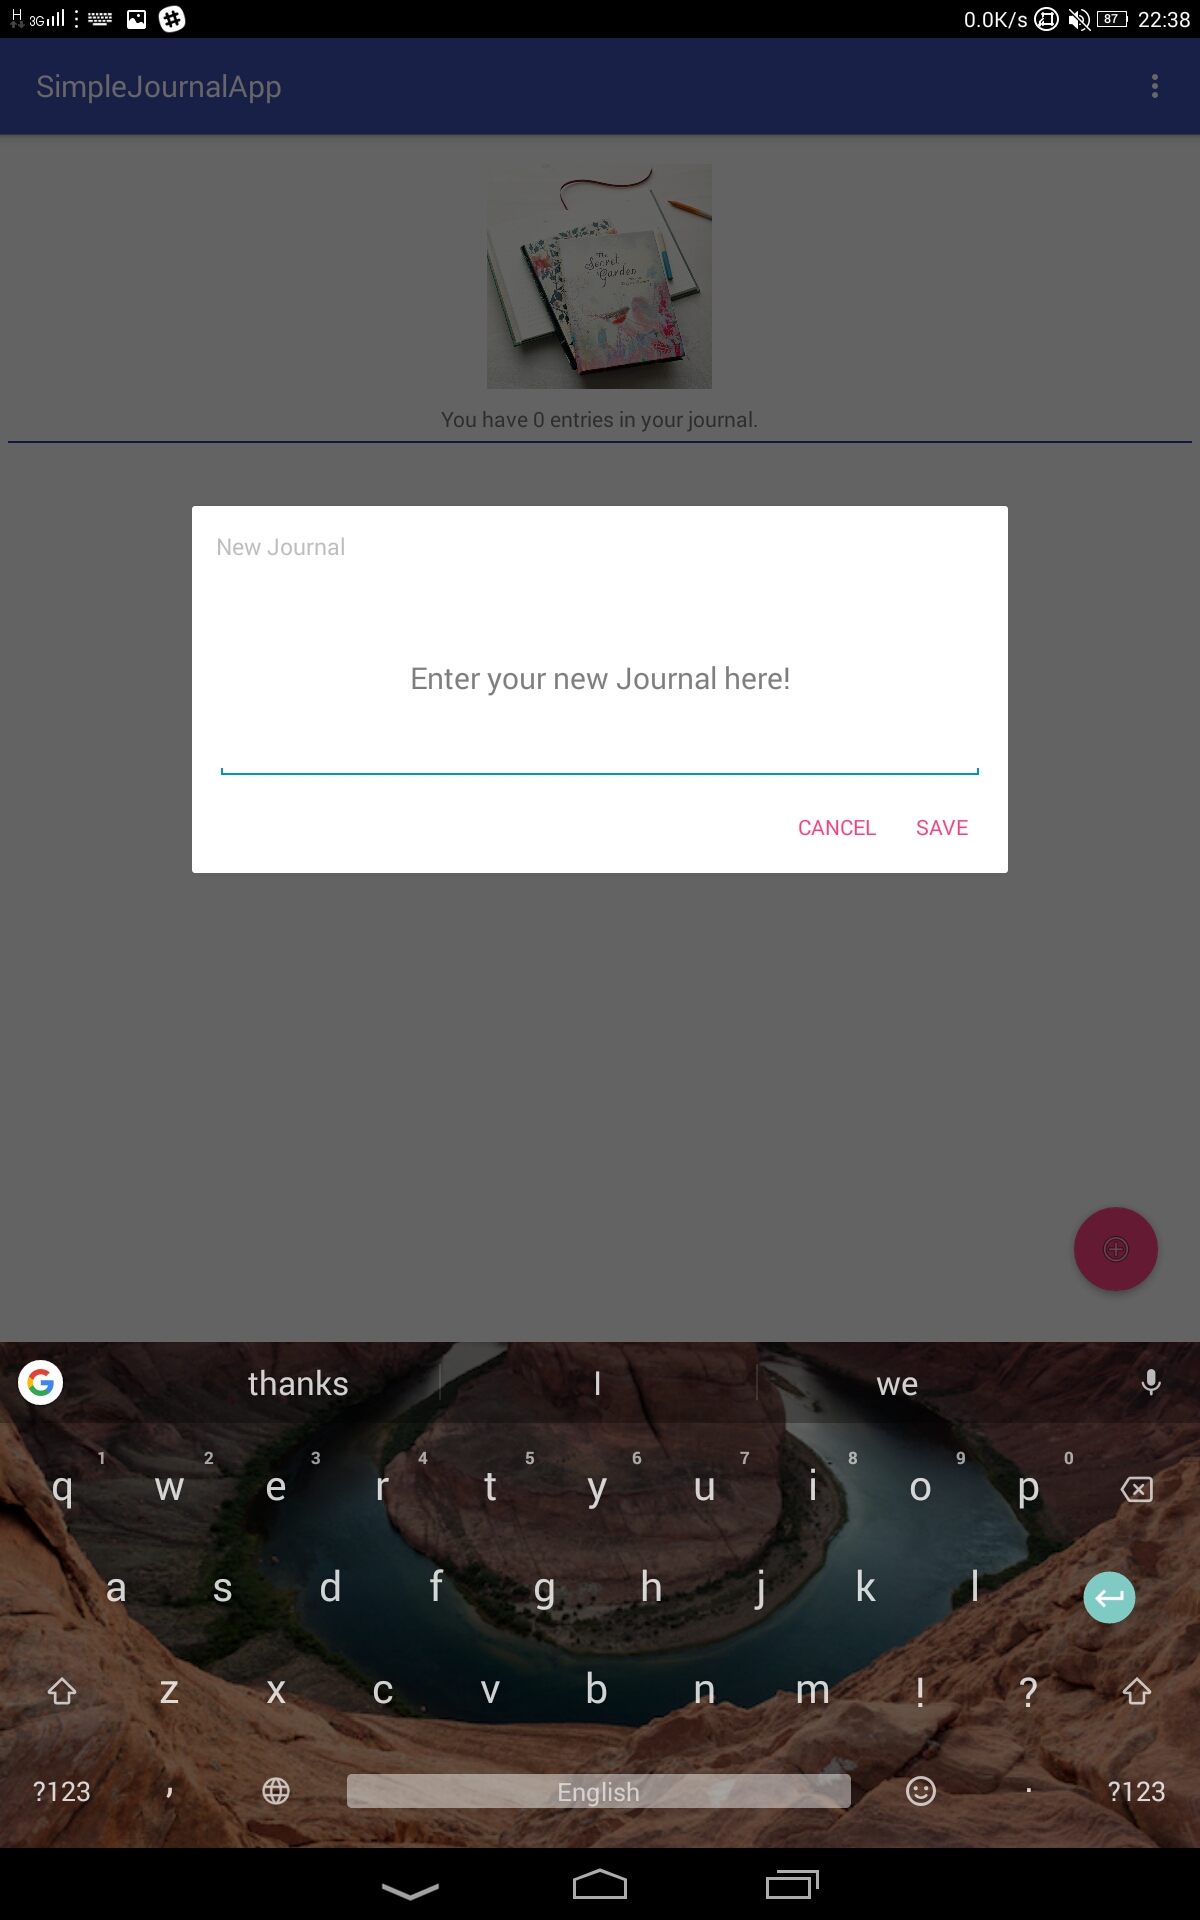 H 3G 0.0K/s 87 22:38
SimpleJournalApp
The
Secret
Garden
You have 0 entries in your journal.
New Journal
Enter your new Journal here!
CANCEL SAVE
G thanks I we
1 2 3 4 5 6 7 8 9 0
q w e r t y u i o p
a s d f g h j k l
z x c v b n m ! ?
?123 , English . ?123